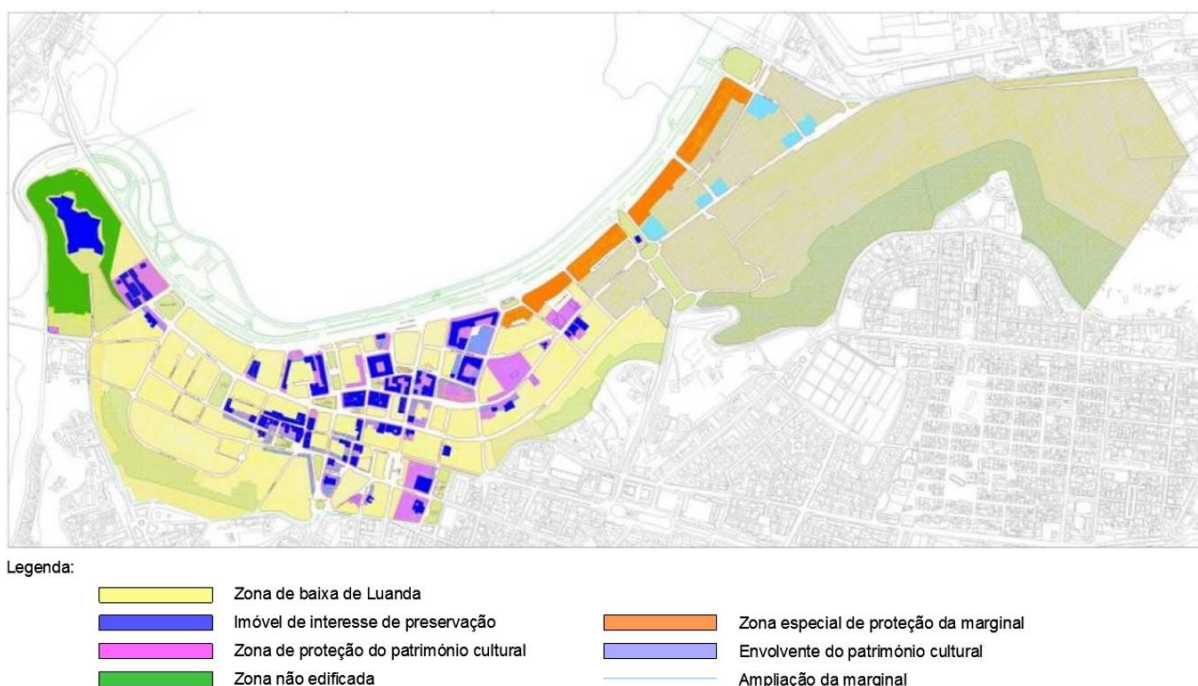 Legenda:
Zona de baixa de Luanda
Imóvel de interesse de preservação
Zona de proteção do património cultural
Zona não edificada
Zona especial de proteção da marginal
Envolvente do património cultural
Ampliação da marginal